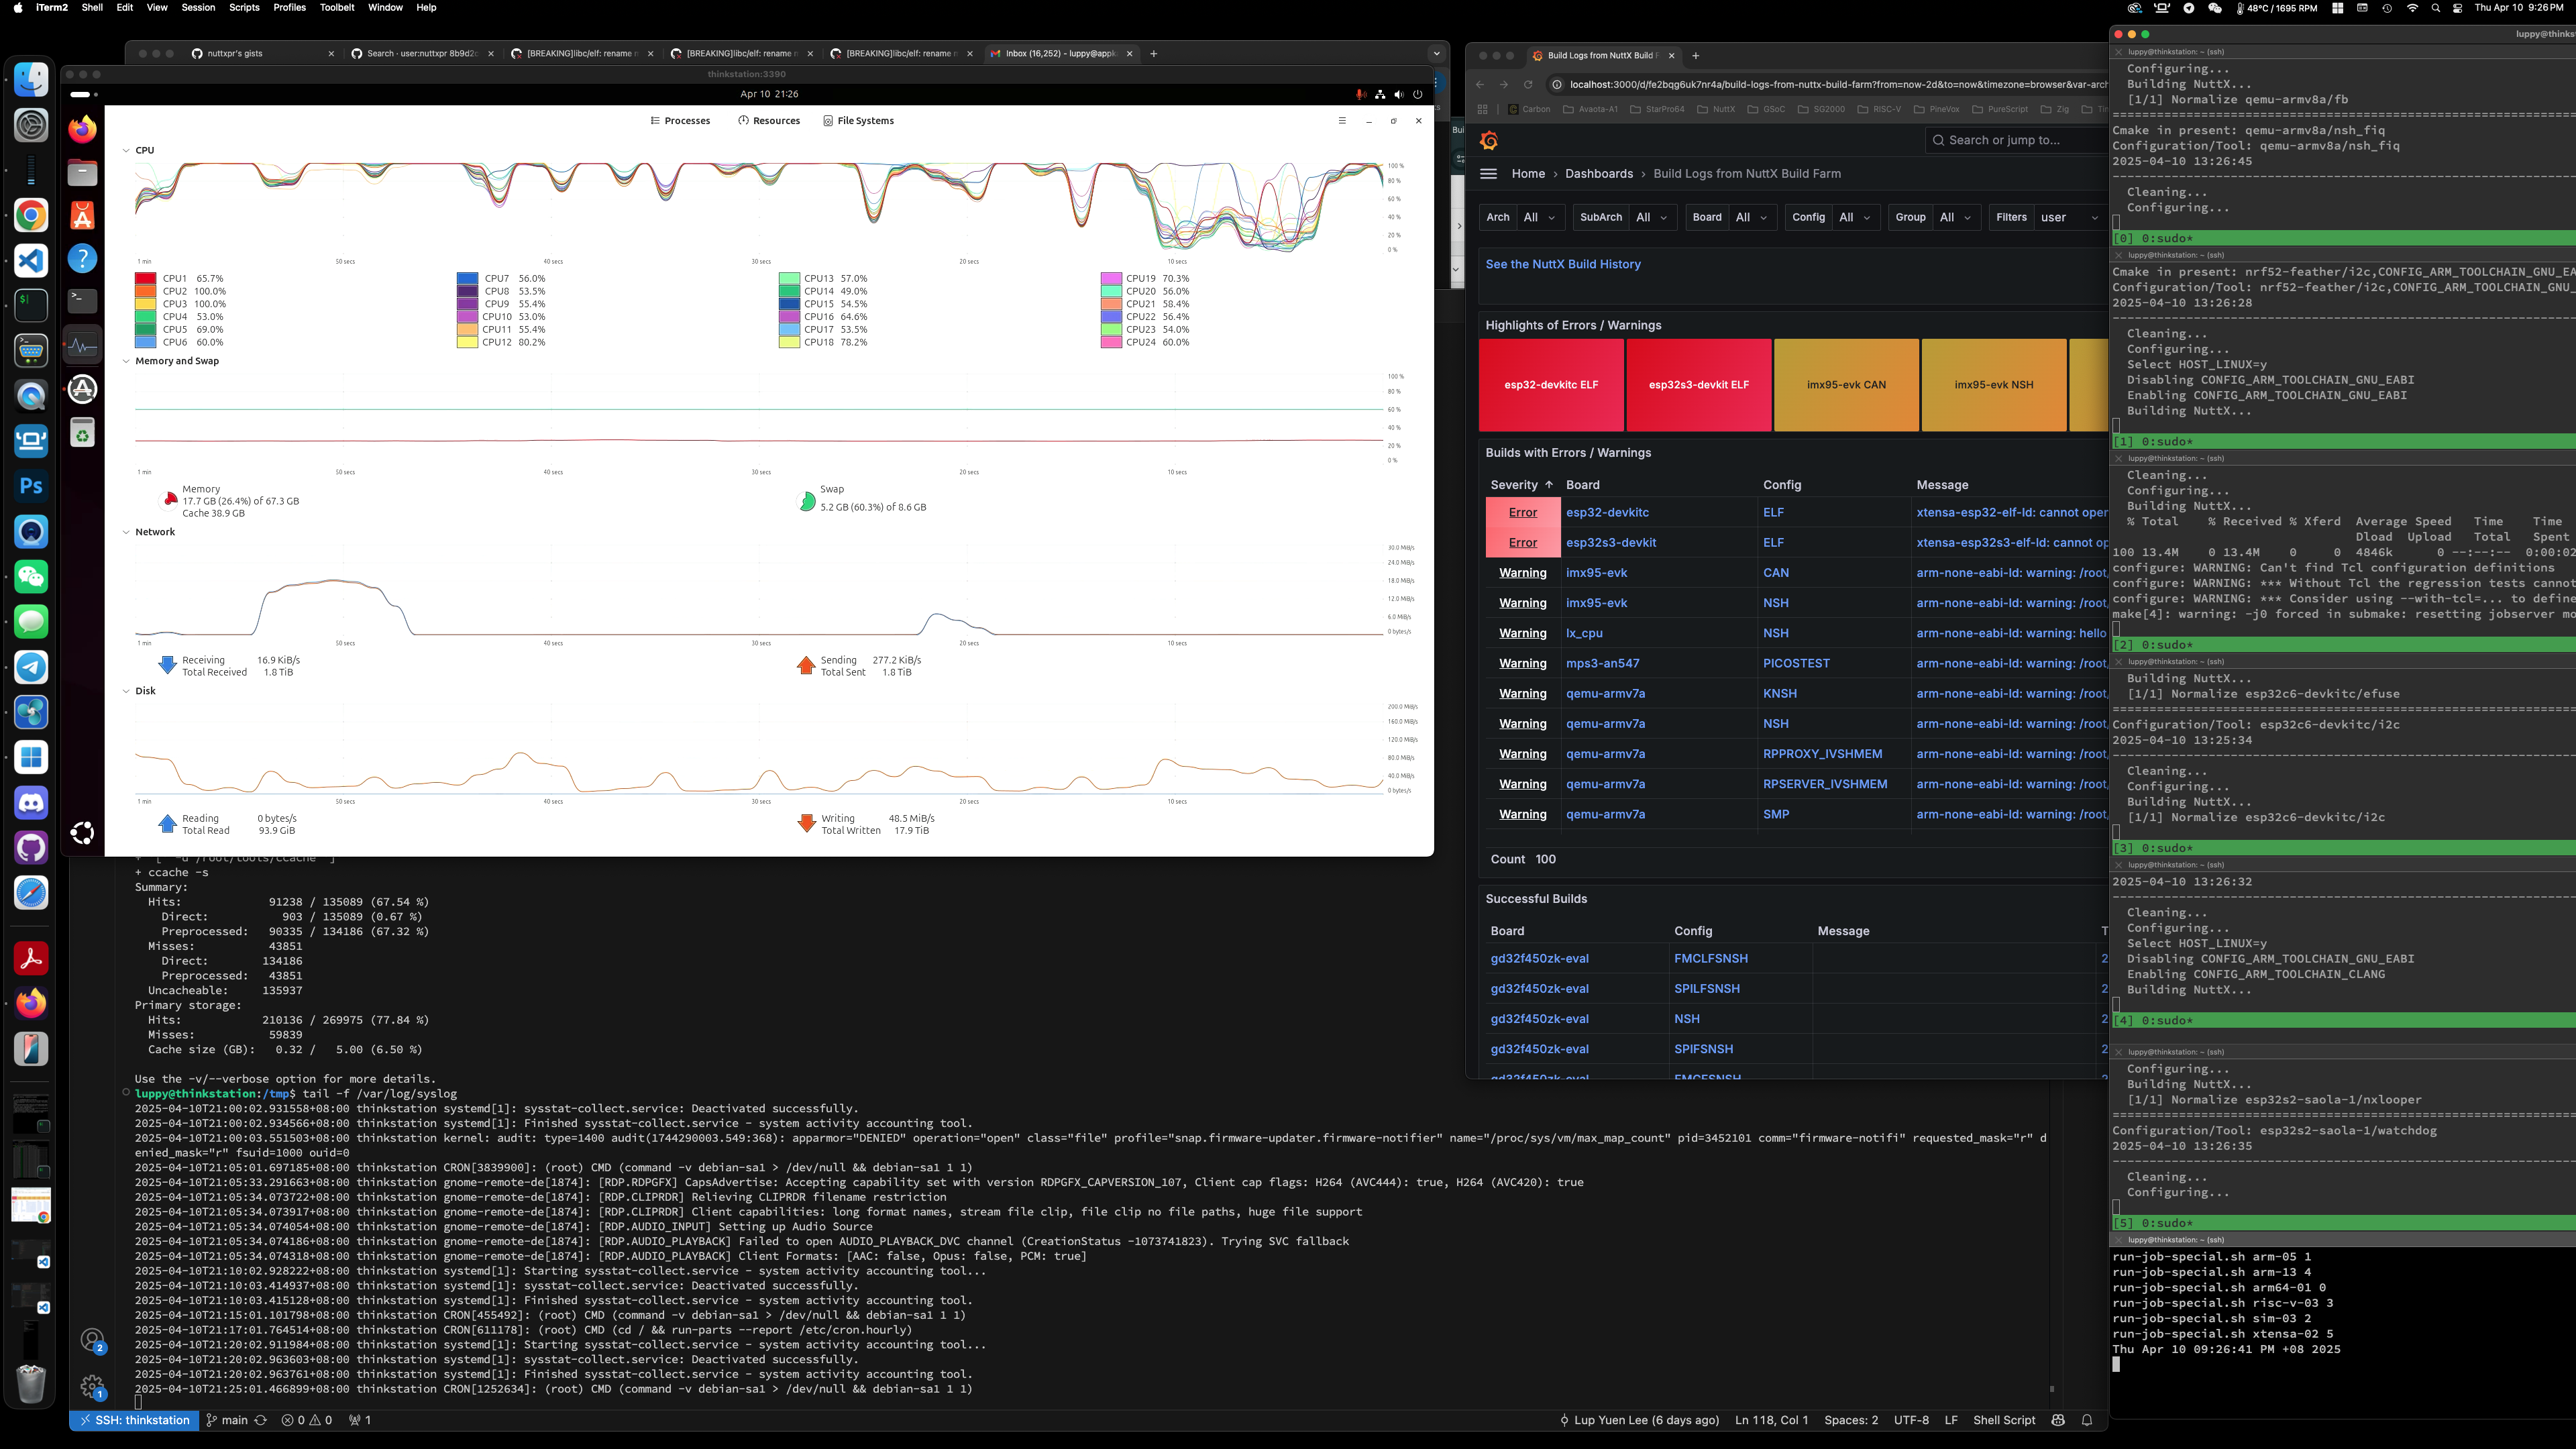 iTerm2 Shell Edit View Session Scripts Profiles Toolbelt Window Help
48°C / 1695 RPM Thu Apr 10 9:26 PM
nuttxpr's gists
Search · user:nuttxpr 8b9d2c
[BREAKING]libc/elf: rename n
[BREAKING]libc/elf: rename n
[BREAKING]libc/elf: rename n
Inbox (16,252) - luppy@appk
thinkstation:3390
Apr 10 21:26
Processes Resources File Systems
CPU
100 %
80 %
60 %
40 %
20 %
0 %
1 min 50 secs 40 secs 30 secs 20 secs 10 secs
CPU1 65.7% CPU7 56.0% CPU13 57.0% CPU19 70.3%
CPU2 100.0% CPU8 53.5% CPU14 49.0% CPU20 56.0%
CPU3 100.0% CPU9 55.4% CPU15 54.5% CPU21 58.4%
CPU4 53.0% CPU10 53.0% CPU16 64.6% CPU22 56.4%
CPU5 69.0% CPU11 55.4% CPU17 53.5% CPU23 54.0%
CPU6 60.0% CPU12 80.2% CPU18 78.2% CPU24 60.0%
Memory and Swap
100 %
80 %
60 %
40 %
20 %
0 %
1 min 50 secs 40 secs 30 secs 20 secs 10 secs
Memory
17.7 GB (26.4%) of 67.3 GB
Cache 38.9 GB
Swap
5.2 GB (60.3%) of 8.6 GB
Network
30.0 MiB/s
24.0 MiB/s
18.0 MiB/s
12.0 MiB/s
6.0 MiB/s
0 bytes/s
1 min 50 secs 40 secs 30 secs 20 secs 10 secs
Receiving 16.9 KiB/s
Total Received 1.8 TiB
Sending 277.2 KiB/s
Total Sent 1.8 TiB
Disk
200.0 MiB/s
160.0 MiB/s
120.0 MiB/s
80.0 MiB/s
40.0 MiB/s
0 bytes/s
1 min 50 secs 40 secs 30 secs 20 secs 10 secs
Reading 0 bytes/s
Total Read 93.9 GiB
Writing 48.5 MiB/s
Total Written 17.9 TiB
+ ccache -s
Summary:
Hits: 91238 / 135089 (67.54 %)
Direct: 903 / 135089 (0.67 %)
Preprocessed: 90335 / 134186 (67.32 %)
Misses: 43851
Direct: 134186
Preprocessed: 43851
Uncacheable: 135937
Primary storage:
Hits: 210136 / 269975 (77.84 %)
Misses: 59839
Cache size (GB): 0.32 / 5.00 (6.50 %)
Use the -v/--verbose option for more details.
luppy@thinkstation:/tmp$ tail -f /var/log/syslog
2025-04-10T21:00:02.931558+08:00 thinkstation systemd[1]: sysstat-collect.service: Deactivated successfully.
2025-04-10T21:00:02.934566+08:00 thinkstation systemd[1]: Finished sysstat-collect.service - system activity accounting tool.
2025-04-10T21:00:03.551503+08:00 thinkstation kernel: audit: type=1400 audit(1744290003.549:368): apparmor="DENIED" operation="open" class="file" profile="snap.firmware-updater.firmware-notifier" name="/proc/sys/vm/max_map_count" pid=3452101 comm="firmware-notifi" requested_mask="r" d
enied_mask="r" fsuid=1000 ouid=0
2025-04-10T21:05:01.697185+08:00 thinkstation CRON[3839900]: (root) CMD (command -v debian-sa1 > /dev/null && debian-sa1 1 1)
2025-04-10T21:05:33.291663+08:00 thinkstation gnome-remote-de[1874]: [RDP.RDPGFX] CapsAdvertise: Accepting capability set with version RDPGFX_CAPVERSION_107, Client cap flags: H264 (AVC444): true, H264 (AVC420): true
2025-04-10T21:05:34.073722+08:00 thinkstation gnome-remote-de[1874]: [RDP.CLIPRDR] Relieving CLIPRDR filename restriction
2025-04-10T21:05:34.073917+08:00 thinkstation gnome-remote-de[1874]: [RDP.CLIPRDR] Client capabilities: long format names, stream file clip, file clip no file paths, huge file support
2025-04-10T21:05:34.074054+08:00 thinkstation gnome-remote-de[1874]: [RDP.AUDIO_INPUT] Setting up Audio Source
2025-04-10T21:05:34.074186+08:00 thinkstation gnome-remote-de[1874]: [RDP.AUDIO_PLAYBACK] Failed to open AUDIO_PLAYBACK_DVC channel (CreationStatus -1073741823). Trying SVC fallback
2025-04-10T21:05:34.074318+08:00 thinkstation gnome-remote-de[1874]: [RDP.AUDIO_PLAYBACK] Client Formats: [AAC: false, Opus: false, PCM: true]
2025-04-10T21:10:02.928222+08:00 thinkstation systemd[1]: Starting sysstat-collect.service - system activity accounting tool...
2025-04-10T21:10:03.414937+08:00 thinkstation systemd[1]: sysstat-collect.service: Deactivated successfully.
2025-04-10T21:10:03.415128+08:00 thinkstation systemd[1]: Finished sysstat-collect.service - system activity accounting tool.
2025-04-10T21:15:01.101798+08:00 thinkstation CRON[455492]: (root) CMD (command -v debian-sa1 > /dev/null && debian-sa1 1 1)
2025-04-10T21:17:01.764514+08:00 thinkstation CRON[611178]: (root) CMD (cd / && run-parts --report /etc/cron.hourly)
2025-04-10T21:20:02.911984+08:00 thinkstation systemd[1]: Starting sysstat-collect.service - system activity accounting tool...
2025-04-10T21:20:02.963603+08:00 thinkstation systemd[1]: sysstat-collect.service: Deactivated successfully.
2025-04-10T21:20:02.963761+08:00 thinkstation systemd[1]: Finished sysstat-collect.service - system activity accounting tool.
2025-04-10T21:25:01.466899+08:00 thinkstation CRON[1252634]: (root) CMD (command -v debian-sa1 > /dev/null && debian-sa1 1 1)
2
1
SSH: thinkstation main 0 0 1
Lup Yuen Lee (6 days ago) Ln 118, Col 1 Spaces: 2 UTF-8 LF Shell Script
Ps
Bui
Build Logs from NuttX Build F
localhost:3000/d/fe2bqg6uk7nr4a/build-logs-from-nuttx-build-farm?from=now-2d&to=now&timezone=browser&var-arch
Carbon Avaota-A1 StarPro64 NuttX GSoC SG2000 RISC-V PineVox PureScript Zig
Search or jump to...
Home › Dashboards › Build Logs from NuttX Build Farm
Arch All SubArch All Board All Config All Group All Filters user
See the NuttX Build History
Highlights of Errors / Warnings
esp32-devkitc ELF esp32s3-devkit ELF imx95-evk CAN imx95-evk NSH
Builds with Errors / Warnings
Severity ↑ Board Config Message
Error esp32-devkitc ELF xtensa-esp32-elf-ld: cannot oper
Error esp32s3-devkit ELF xtensa-esp32s3-elf-ld: cannot op
Warning imx95-evk CAN arm-none-eabi-ld: warning: /root,
Warning imx95-evk NSH arm-none-eabi-ld: warning: /root,
Warning lx_cpu NSH arm-none-eabi-ld: warning: hello
Warning mps3-an547 PICOSTEST arm-none-eabi-ld: warning: /root,
Warning qemu-armv7a KNSH arm-none-eabi-ld: warning: /root,
Warning qemu-armv7a NSH arm-none-eabi-ld: warning: /root,
Warning qemu-armv7a RPPROXY_IVSHMEM arm-none-eabi-ld: warning: /root,
Warning qemu-armv7a RPSERVER_IVSHMEM arm-none-eabi-ld: warning: /root,
Warning qemu-armv7a SMP arm-none-eabi-ld: warning: /root,
Count 100
Successful Builds
Board Config Message T
gd32f450zk-eval FMCLFSNSH 2
gd32f450zk-eval SPILFSNSH 2
gd32f450zk-eval NSH 2
gd32f450zk-eval SPIFSNSH 2
gd32f450zk-eval FMCFSNSH
luppy@thinks
luppy@thinkstation: ~ (ssh)
Configuring...
Building NuttX...
[1/1] Normalize qemu-armv8a/fb
Cmake in present: qemu-armv8a/nsh_fiq
Configuration/Tool: qemu-armv8a/nsh_fiq
2025-04-10 13:26:45
Cleaning...
Configuring...
[0] 0:sudo*
luppy@thinkstation: ~ (ssh)
Cmake in present: nrf52-feather/i2c,CONFIG_ARM_TOOLCHAIN_GNU_EA
Configuration/Tool: nrf52-feather/i2c,CONFIG_ARM_TOOLCHAIN_GNU_
2025-04-10 13:26:28
Cleaning...
Configuring...
Select HOST_LINUX=y
Disabling CONFIG_ARM_TOOLCHAIN_GNU_EABI
Enabling CONFIG_ARM_TOOLCHAIN_GNU_EABI
Building NuttX...
[1] 0:sudo*
luppy@thinkstation: ~ (ssh)
Cleaning...
Configuring...
Building NuttX...
% Total % Received % Xferd Average Speed Time Time
Dload Upload Total Spent
100 13.4M 0 13.4M 0 0 4846k 0 --:--:-- 0:00:02
configure: WARNING: Can't find Tcl configuration definitions
configure: WARNING: *** Without Tcl the regression tests cannot
configure: WARNING: *** Consider using --with-tcl=... to define
make[4]: warning: -j0 forced in submake: resetting jobserver mo
[2] 0:sudo*
luppy@thinkstation: ~ (ssh)
Building NuttX...
[1/1] Normalize esp32c6-devkitc/efuse
Configuration/Tool: esp32c6-devkitc/i2c
2025-04-10 13:25:34
Cleaning...
Configuring...
Building NuttX...
[1/1] Normalize esp32c6-devkitc/i2c
[3] 0:sudo*
luppy@thinkstation: ~ (ssh)
2025-04-10 13:26:32
Cleaning...
Configuring...
Select HOST_LINUX=y
Disabling CONFIG_ARM_TOOLCHAIN_GNU_EABI
Enabling CONFIG_ARM_TOOLCHAIN_CLANG
Building NuttX...
[4] 0:sudo*
luppy@thinkstation: ~ (ssh)
Configuring...
Building NuttX...
[1/1] Normalize esp32s2-saola-1/nxlooper
Configuration/Tool: esp32s2-saola-1/watchdog
2025-04-10 13:26:35
Cleaning...
Configuring...
[5] 0:sudo*
luppy@thinkstation: ~ (ssh)
run-job-special.sh arm-05 1
run-job-special.sh arm-13 4
run-job-special.sh arm64-01 0
run-job-special.sh risc-v-03 3
run-job-special.sh sim-03 2
run-job-special.sh xtensa-02 5
Thu Apr 10 09:26:41 PM +08 2025